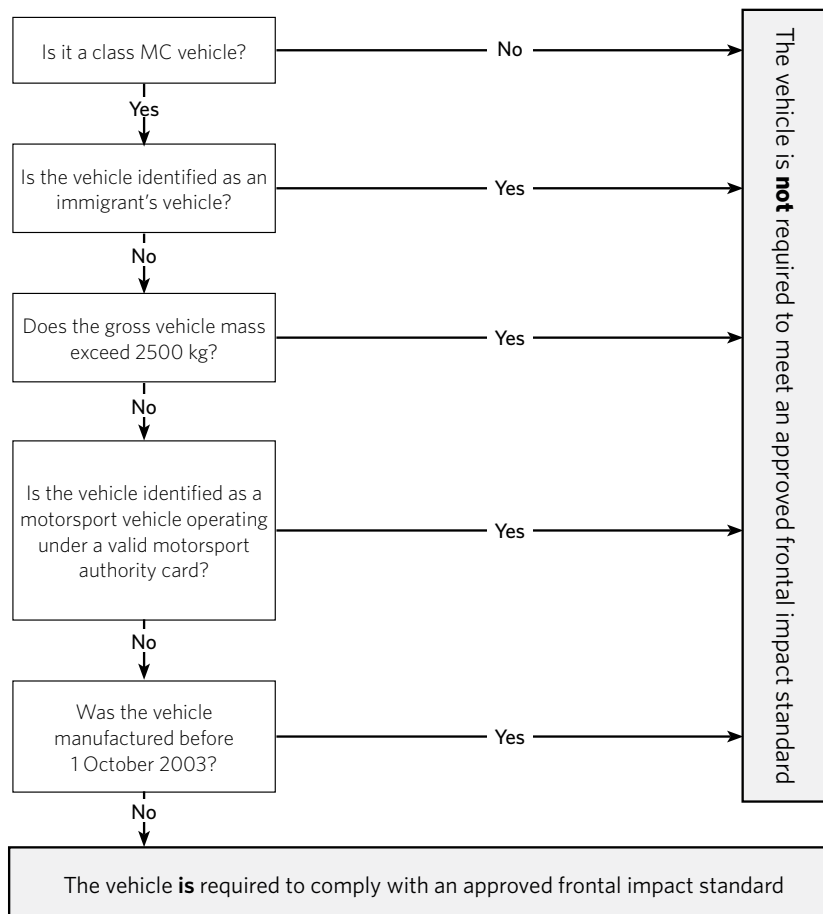 Is it a class MC vehicle?
No
Yes
Is the vehicle identified as an
immigrant’s vehicle?
Yes
No
Does the gross vehicle mass
exceed 2500 kg?
Yes
No
Is the vehicle identified as a
motorsport vehicle operating
under a valid motorsport
authority card?
Yes
No
Was the vehicle
manufactured before
1 October 2003?
Yes
No
The vehicle is not required to meet an approved frontal impact standard
The vehicle is required to comply with an approved frontal impact standard